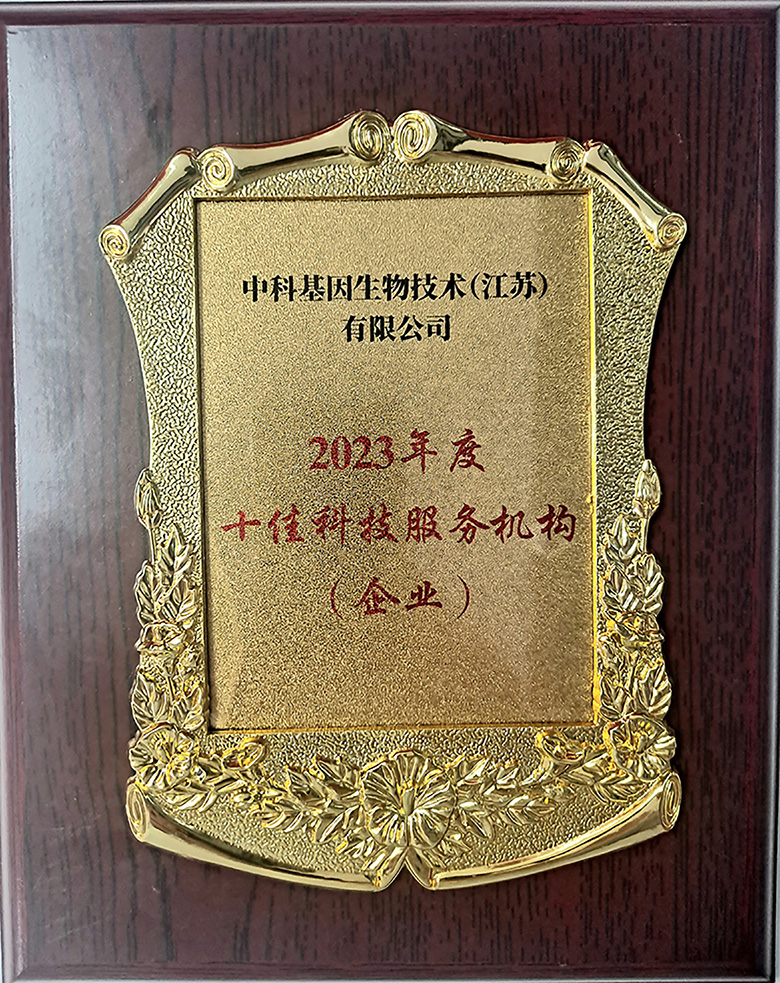 中科基因生物技术(江苏)
有限公司
2023年度
十佳科技服务机构
(企业)